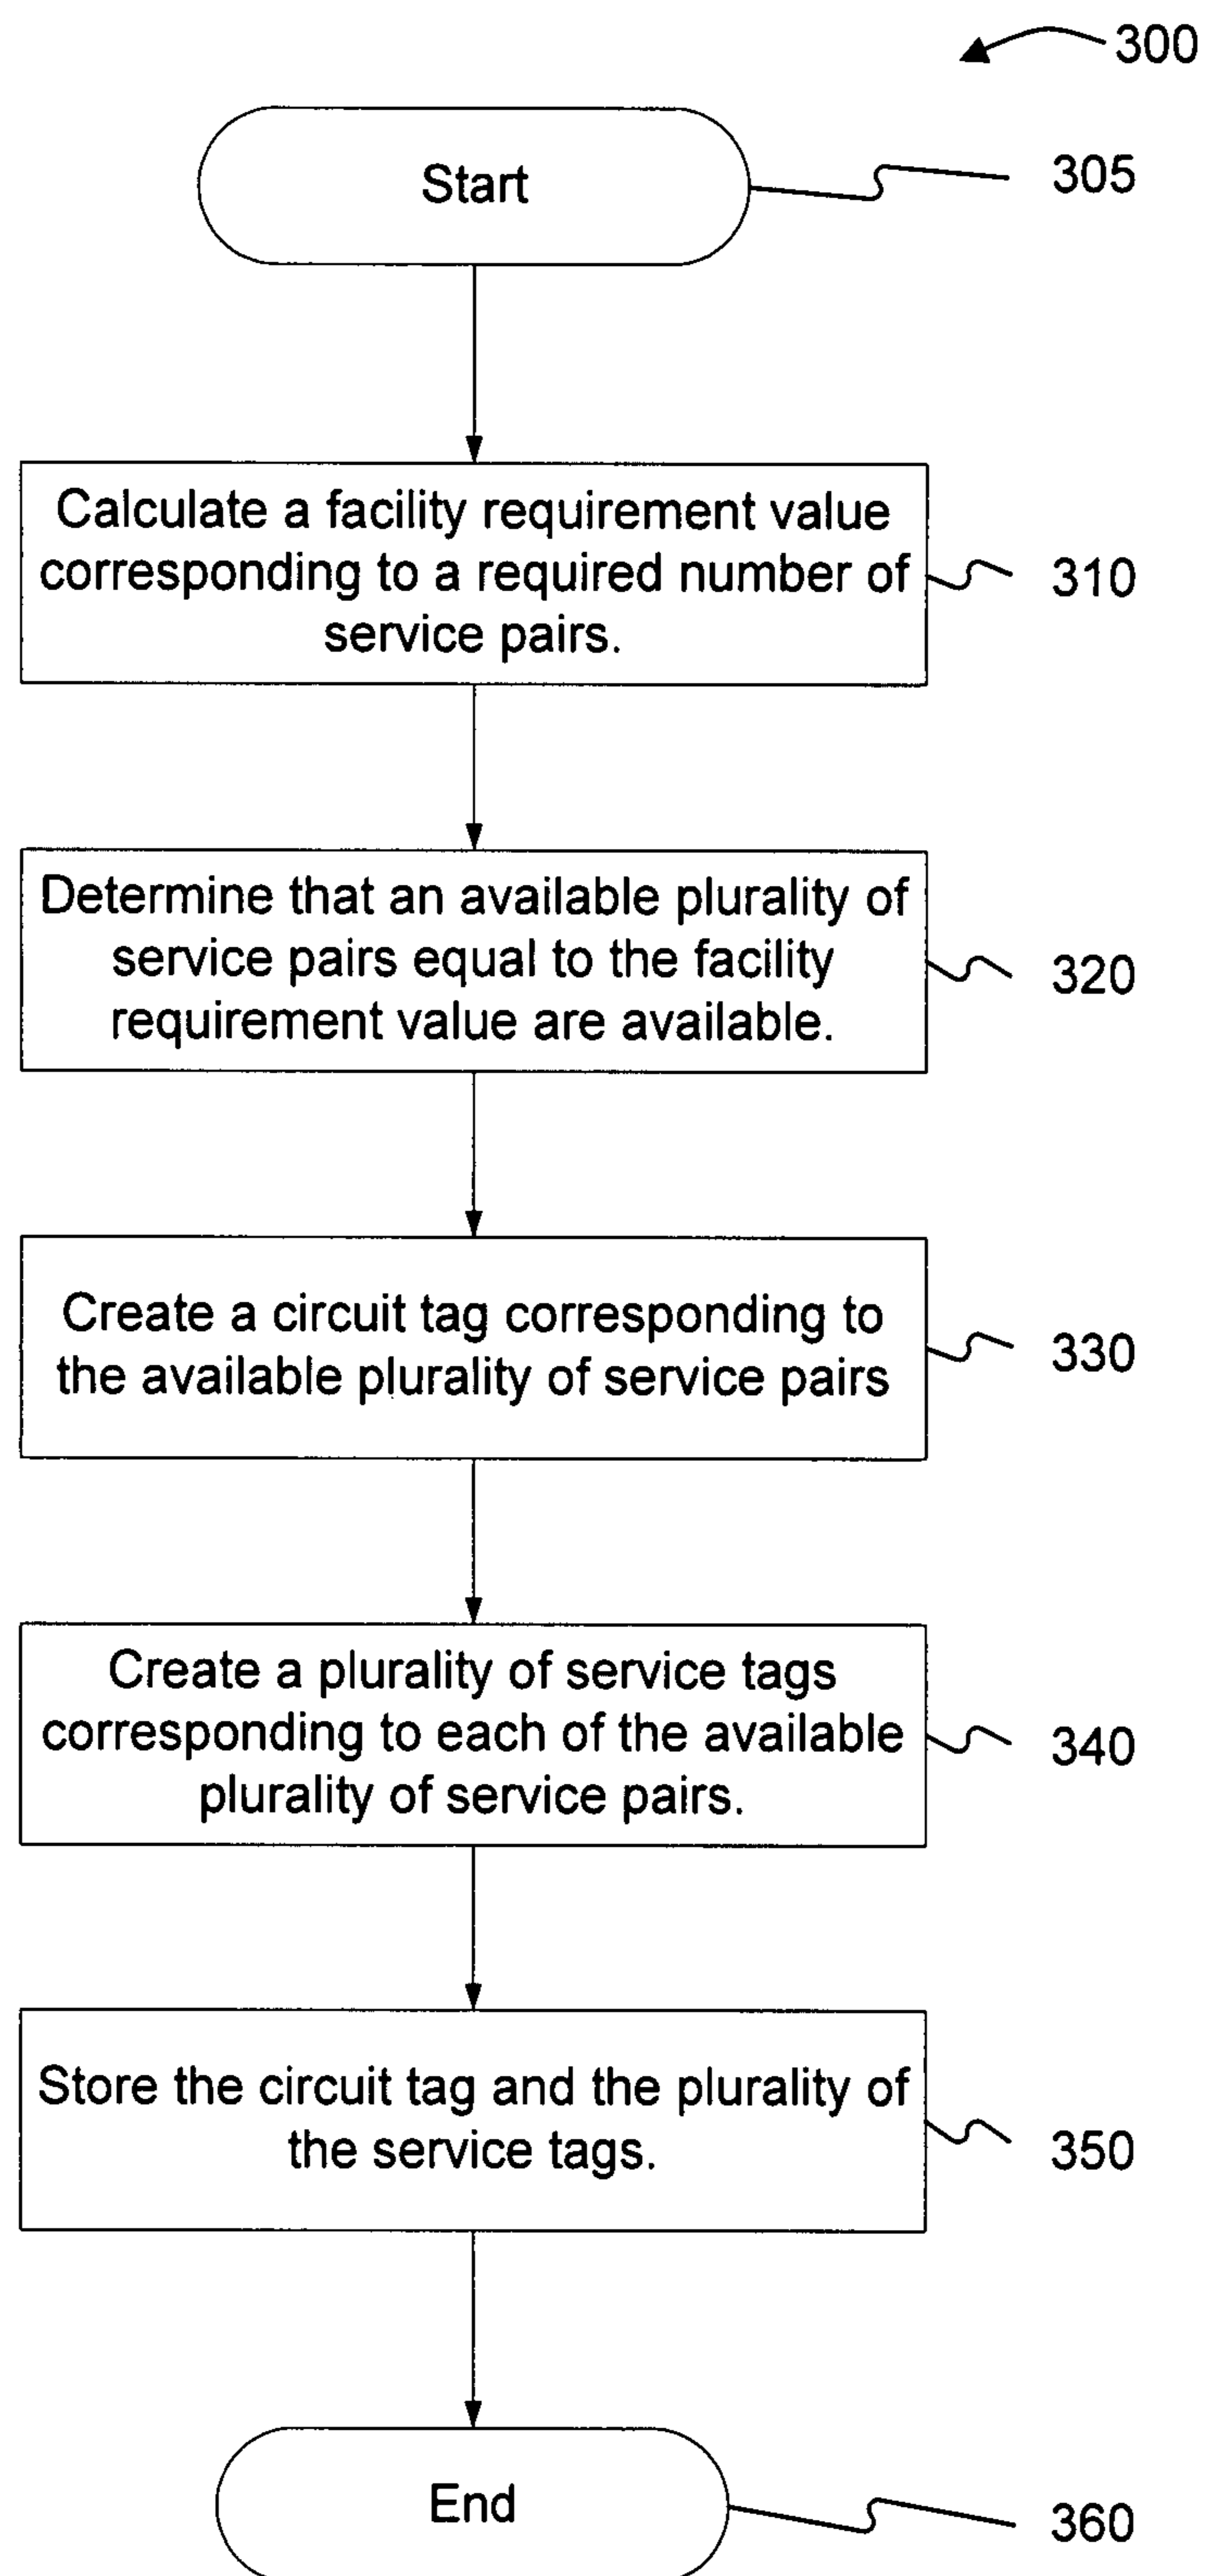 300
Start
305
Calculate a facility requirement value
corresponding to a required number of
service pairs.
310
Determine that an available plurality of
service pairs equal to the facility
requirement value are available.
320
Create a circuit tag corresponding to
the available plurality of service pairs
330
Create a plurality of service tags
corresponding to each of the available
plurality of service pairs.
340
Store the circuit tag and the plurality of
the service tags.
350
End
360